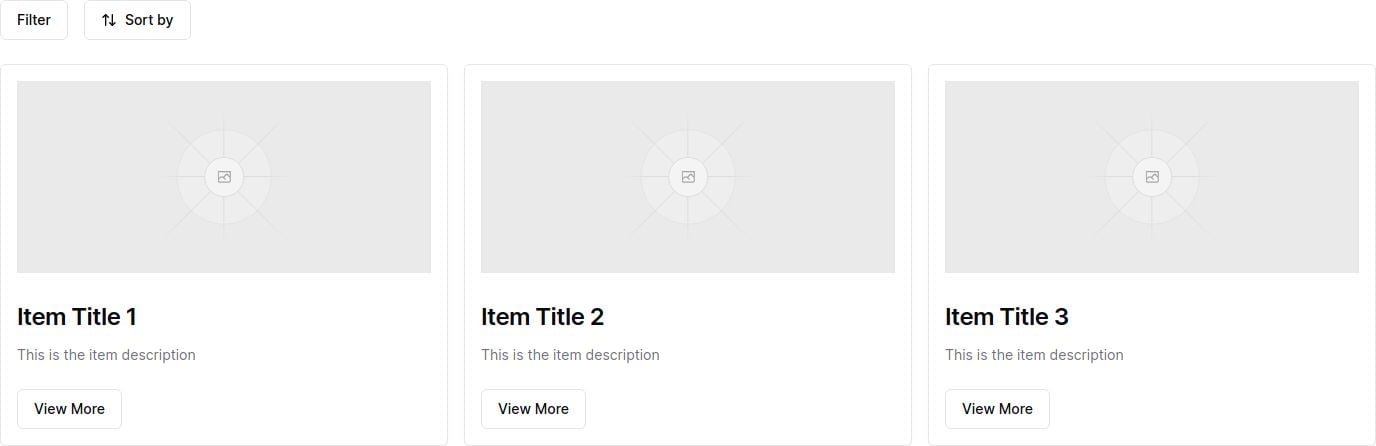 Filter
Sort by
Item Title 1
This is the item description
View More
Item Title 2
This is the item description
View More
Item Title 3
This is the item description
View More